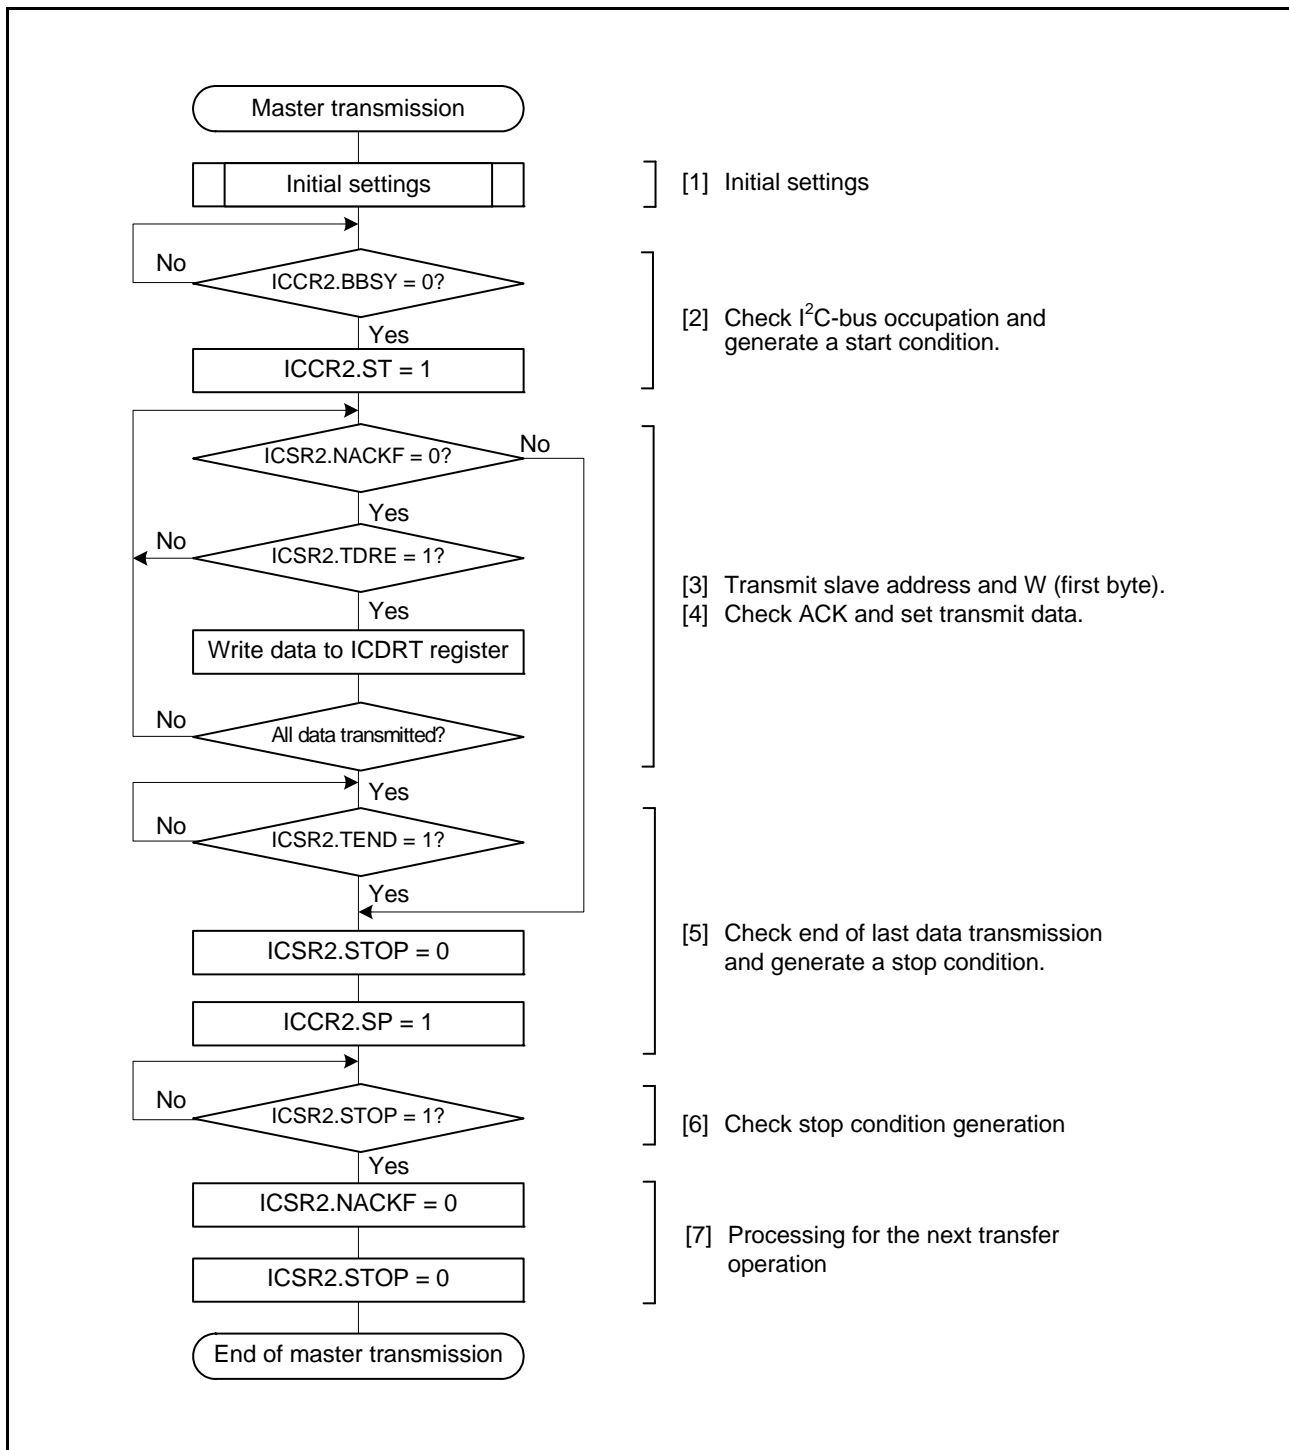 Master transmission
Initial settings
[1] Initial settings
No
ICCR2.BBSY = 0?
Yes
[2] Check I²C-bus occupation and
generate a start condition.
ICCR2.ST = 1
ICSR2.NACKF = 0?
No
Yes
No
ICSR2.TDRE = 1?
Yes
[3] Transmit slave address and W (first byte).
[4] Check ACK and set transmit data.
Write data to ICDRT register
No
All data transmitted?
Yes
No
ICSR2.TEND = 1?
Yes
[5] Check end of last data transmission
and generate a stop condition.
ICSR2.STOP = 0
ICCR2.SP = 1
No
ICSR2.STOP = 1?
[6] Check stop condition generation
Yes
ICSR2.NACKF = 0
[7] Processing for the next transfer
operation
ICSR2.STOP = 0
End of master transmission